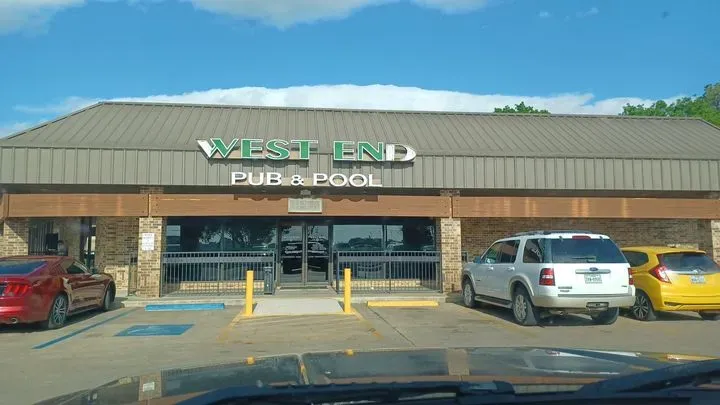 WEST END
PUB & POOL